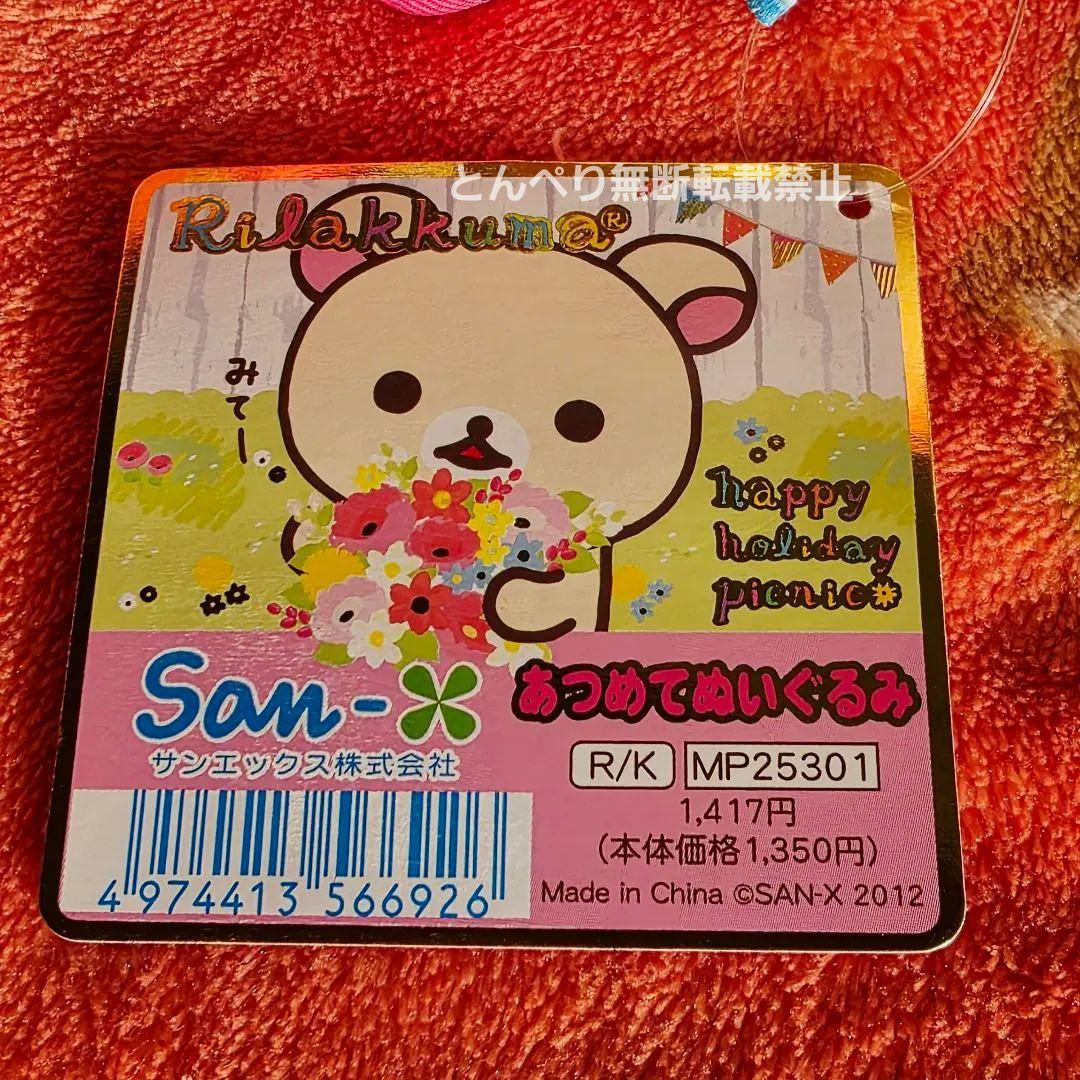 とんぺり無断転載禁止
Rilakkuma®
みてー
happy
holiday
picnic
San-X
サンエックス株式会社
あつめてぬいぐるみ
R/K MP25301
1,417円
(本体価格1,350円)
Made in China ©SAN-X 2012
4 974413 566926